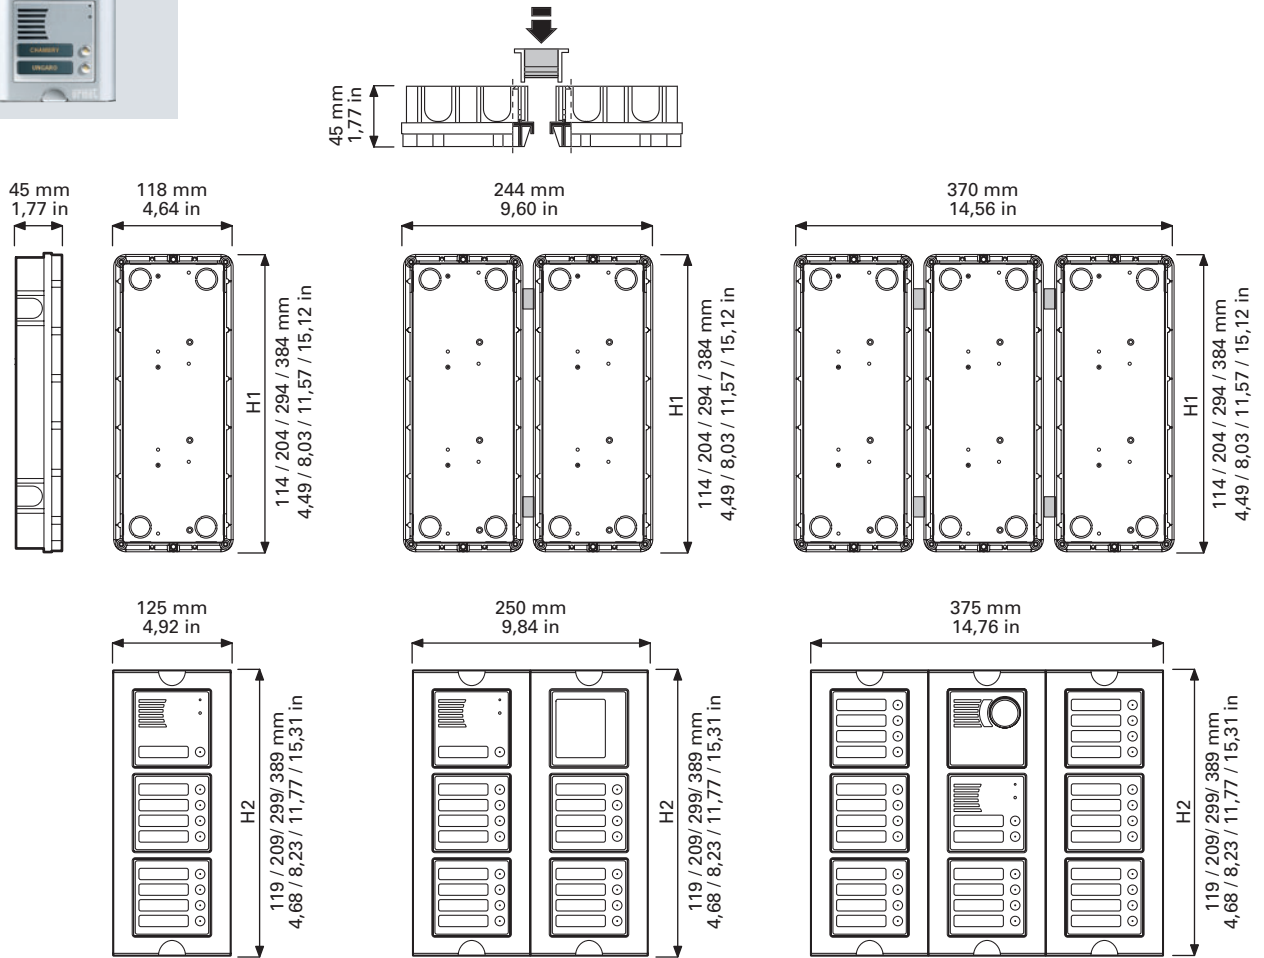 CHAMBERY
UNGARO
45 mm
1,77 in
45 mm
1,77 in
118 mm
4,64 in
244 mm
9,60 in
370 mm
14,56 in
H1
114 / 204 / 294 / 384 mm
4,49 / 8,03 / 11,57 / 15,12 in
H1
114 / 204 / 294 / 384 mm
4,49 / 8,03 / 11,57 / 15,12 in
H1
114 / 204 / 294 / 384 mm
4,49 / 8,03 / 11,57 / 15,12 in
125 mm
4,92 in
250 mm
9,84 in
375 mm
14,76 in
H2
119 / 209/ 299/ 389 mm
4,68 / 8,23 / 11,77 / 15,31 in
H2
119 / 209/ 299/ 389 mm
4,68 / 8,23 / 11,77 / 15,31 in
H2
119 / 209/ 299/ 389 mm
4,68 / 8,23 / 11,77 / 15,31 in